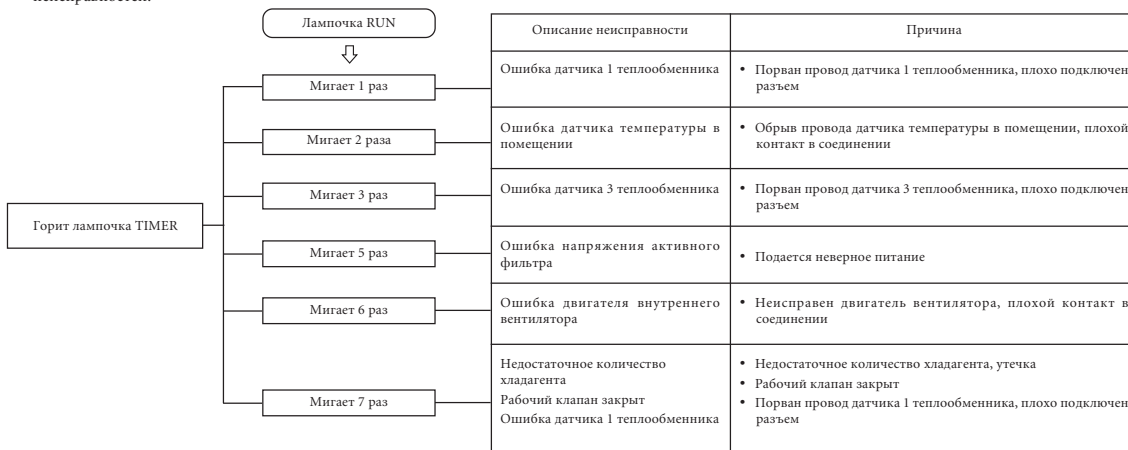 неисправностей.
Лампочка RUN
Описание неисправности
Причина
Мигает 1 раз
Ошибка датчика 1 теплообменника
• Порван провод датчика 1 теплообменника, плохо подключен
разъем
Мигает 2 раза
Ошибка датчика температуры в
помещении
• Обрыв провода датчика температуры в помещении, плохой
контакт в соединении
Мигает 3 раз
Ошибка датчика 3 теплообменника
• Порван провод датчика 3 теплообменника, плохо подключен
разъем
Горит лампочка TIMER
Мигает 5 раз
Ошибка напряжения активного
фильтра
• Подается неверное питание
Мигает 6 раз
Ошибка двигателя внутреннего
вентилятора
• Неисправен двигатель вентилятора, плохой контакт в
соединении
Мигает 7 раз
Недостаточное количество
хладагента
Рабочий клапан закрыт
Ошибка датчика 1 теплообменника
• Недостаточное количество хладагента, утечка
• Рабочий клапан закрыт
• Порван провод датчика 1 теплообменника, плохо подключен
разъем